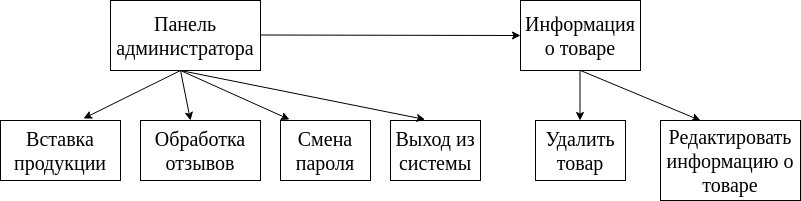 Панель
администратора
Информация
о товаре
Вставка
продукции
Обработка
отзывов
Смена
пароля
Выход из
системы
Удалить
товар
Редактировать
информацию о
товаре